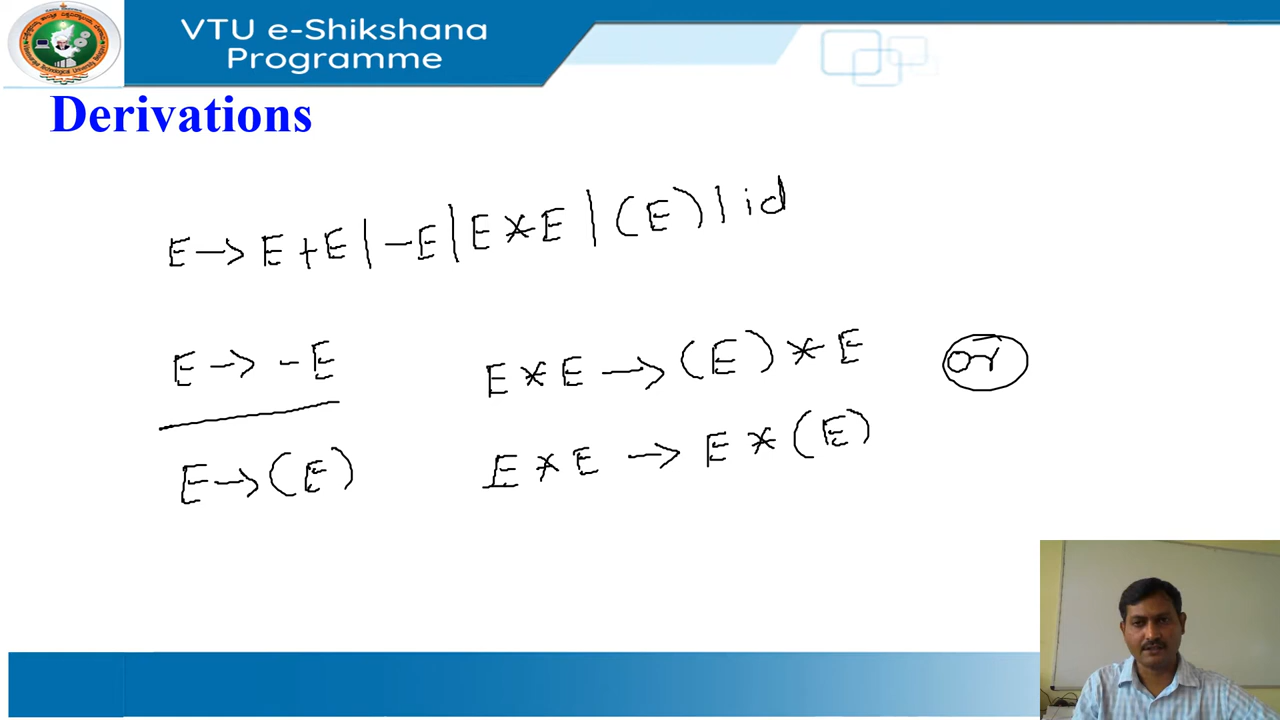 VTU e-Shikshana
Programme
Derivations
E → E + E | - E | E * E | (E) | id
E → - E
E * E → (E) * E
or
E → (E)
E * E → E * (E)